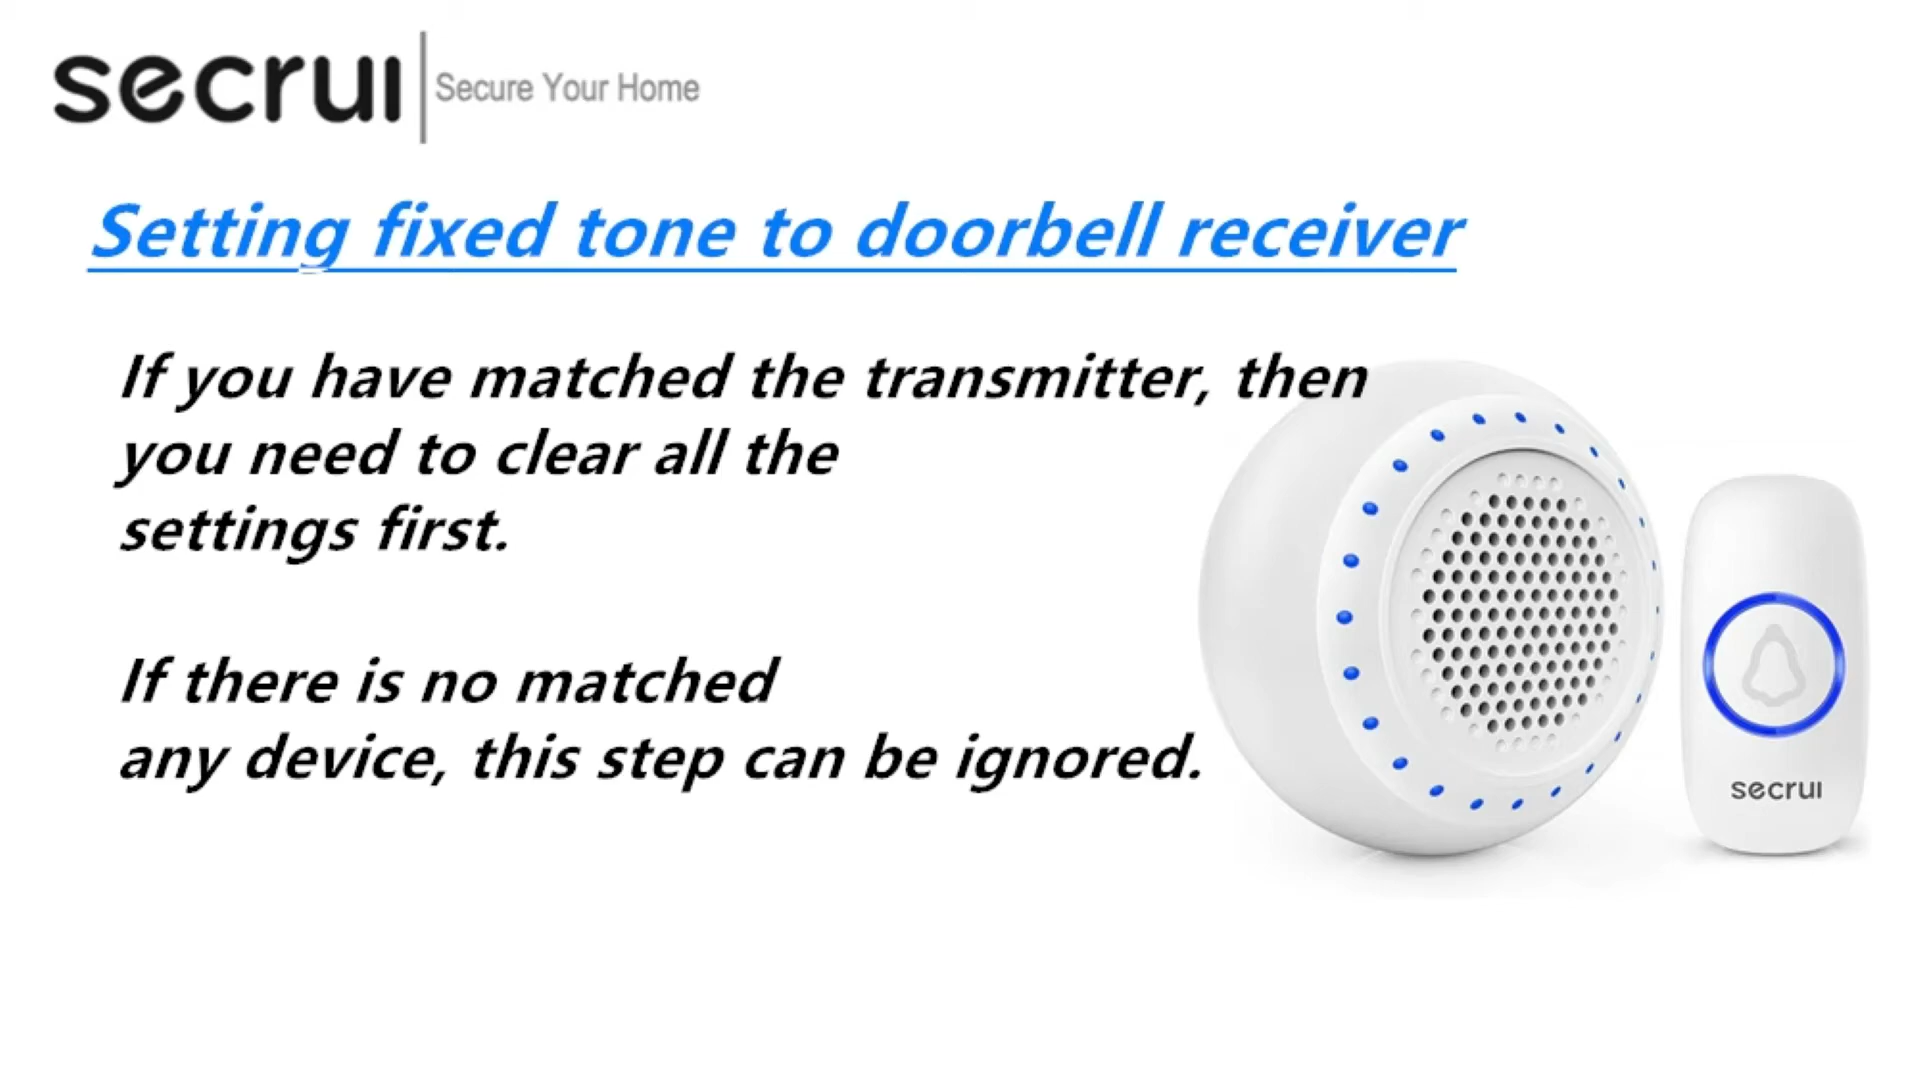 secrui
Secure Your Home
Setting fixed tone to doorbell receiver
If you have matched the transmitter, then
you need to clear all the
settings first.
If there is no matched
any device, this step can be ignored.
secrui